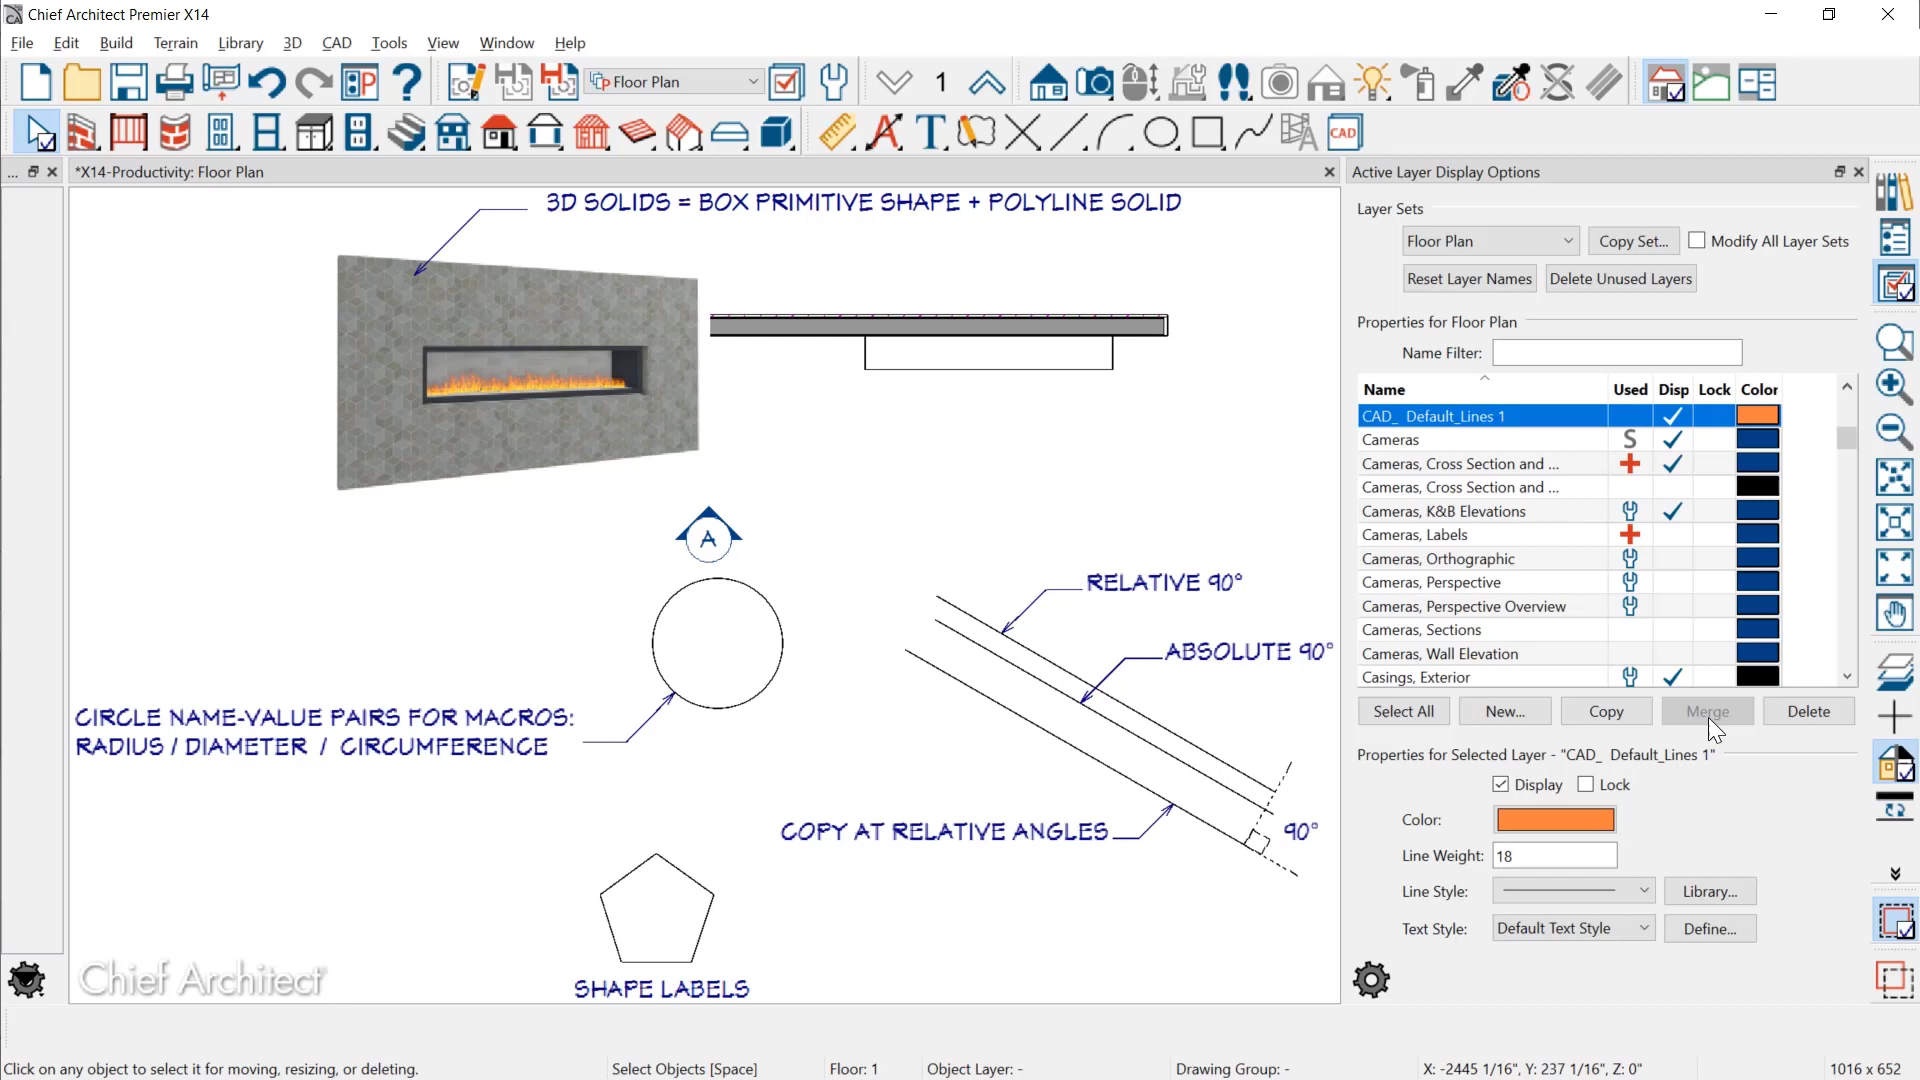 Chief Architect Premier X14
File Edit Build Terrain Library 3D CAD Tools View Window Help
Floor Plan
1
CAD
... *X14-Productivity: Floor Plan
Active Layer Display Options
3D SOLIDS = BOX PRIMITIVE SHAPE + POLYLINE SOLID
A
RELATIVE 90°
ABSOLUTE 90°
CIRCLE NAME-VALUE PAIRS FOR MACROS:
RADIUS / DIAMETER / CIRCUMFERENCE
COPY AT RELATIVE ANGLES
90°
SHAPE LABELS
Chief Architect
Layer Sets
Floor Plan Copy Set... Modify All Layer Sets
Reset Layer Names Delete Unused Layers
Properties for Floor Plan
Name Filter:
Name Used Disp Lock Color
CAD_ Default_Lines 1
Cameras S
Cameras, Cross Section and ...
Cameras, Cross Section and ...
Cameras, K&B Elevations
Cameras, Labels
Cameras, Orthographic
Cameras, Perspective
Cameras, Perspective Overview
Cameras, Sections
Cameras, Wall Elevation
Casings, Exterior
Select All New... Copy Merge Delete
Properties for Selected Layer - "CAD_ Default_Lines 1"
Display Lock
Color:
Line Weight: 18
Line Style: Library...
Text Style: Default Text Style Define...
Click on any object to select it for moving, resizing, or deleting. Select Objects [Space] Floor: 1 Object Layer: - Drawing Group: - X: -2445 1/16", Y: 237 1/16", Z: 0" 1016 x 652